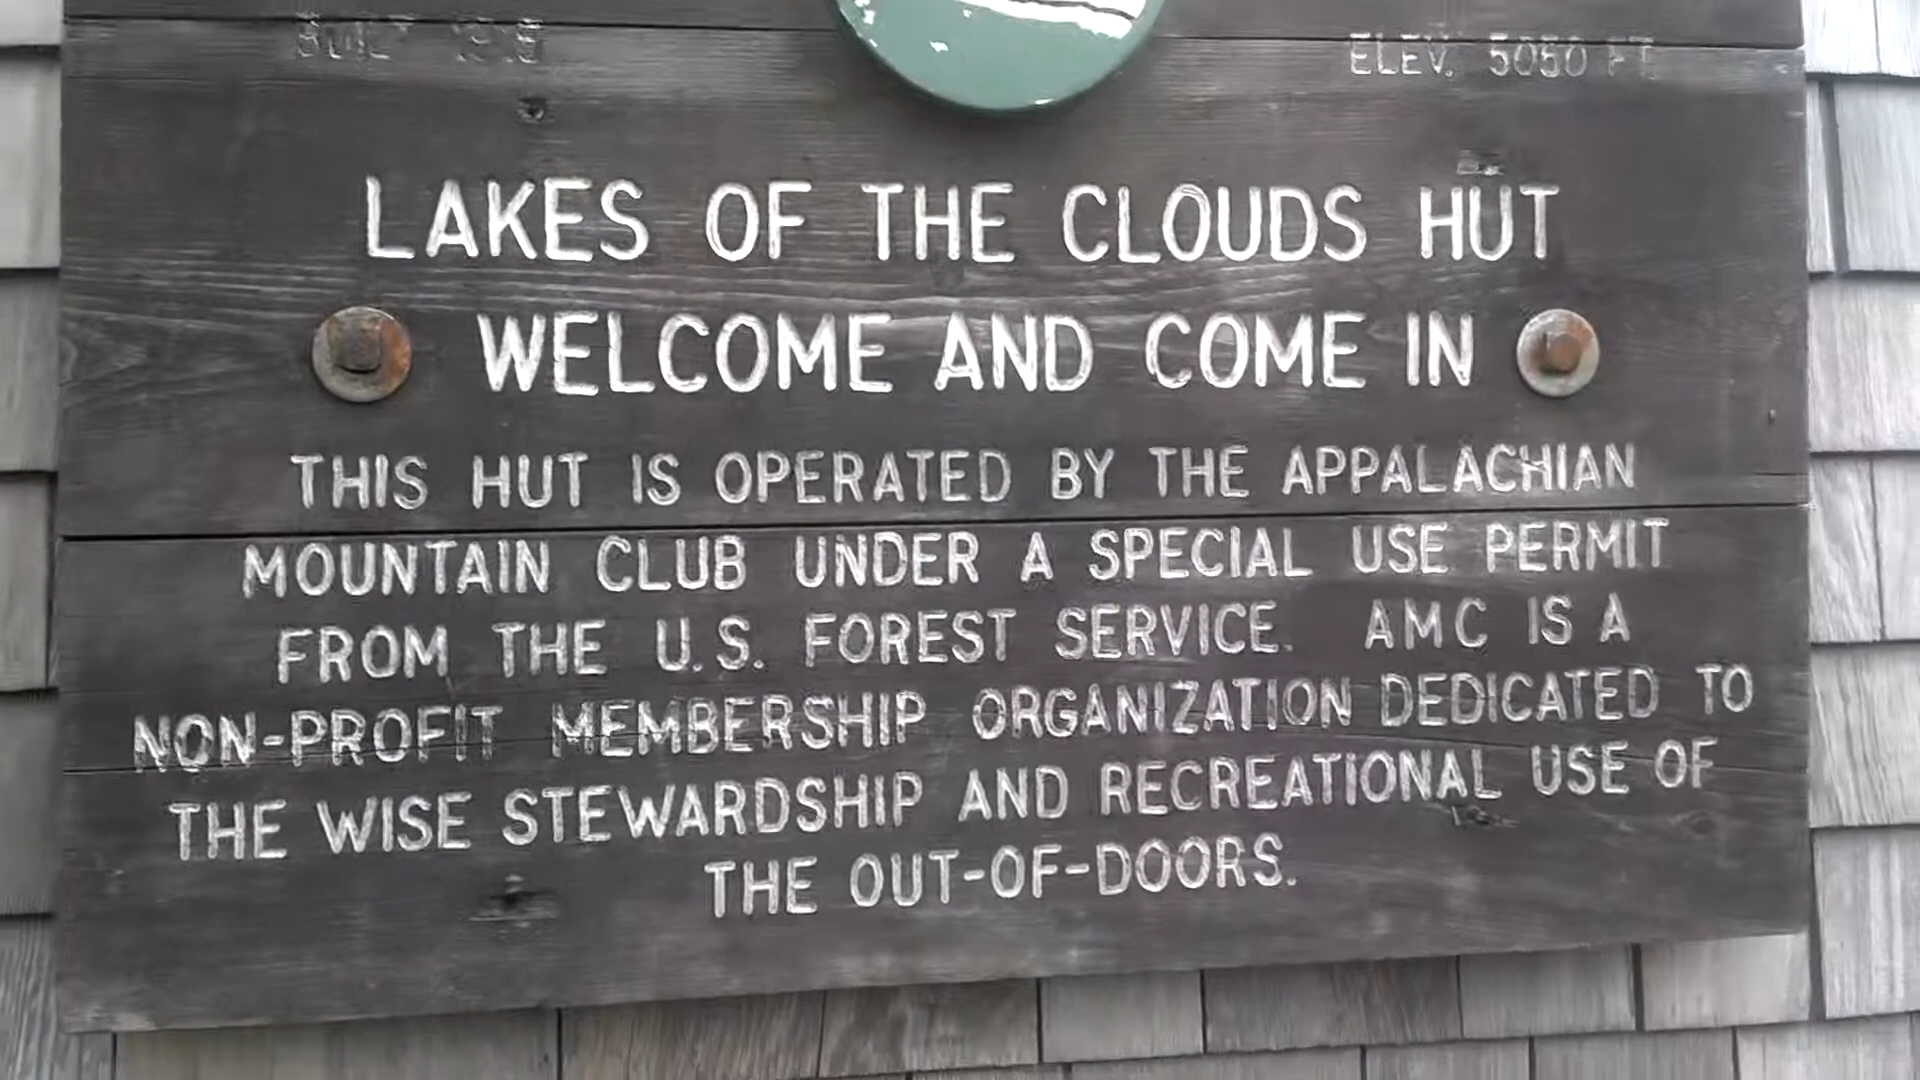 BUILT
ELEV. 5050 FT
LAKES OF THE CLOUDS HUT
WELCOME AND COME IN
THIS HUT IS OPERATED BY THE APPALACHIAN
MOUNTAIN CLUB UNDER A SPECIAL USE PERMIT
FROM THE U.S. FOREST SERVICE. AMC IS A
NON-PROFIT MEMBERSHIP ORGANIZATION DEDICATED TO
THE WISE STEWARDSHIP AND RECREATIONAL USE OF
THE OUT-OF-DOORS.